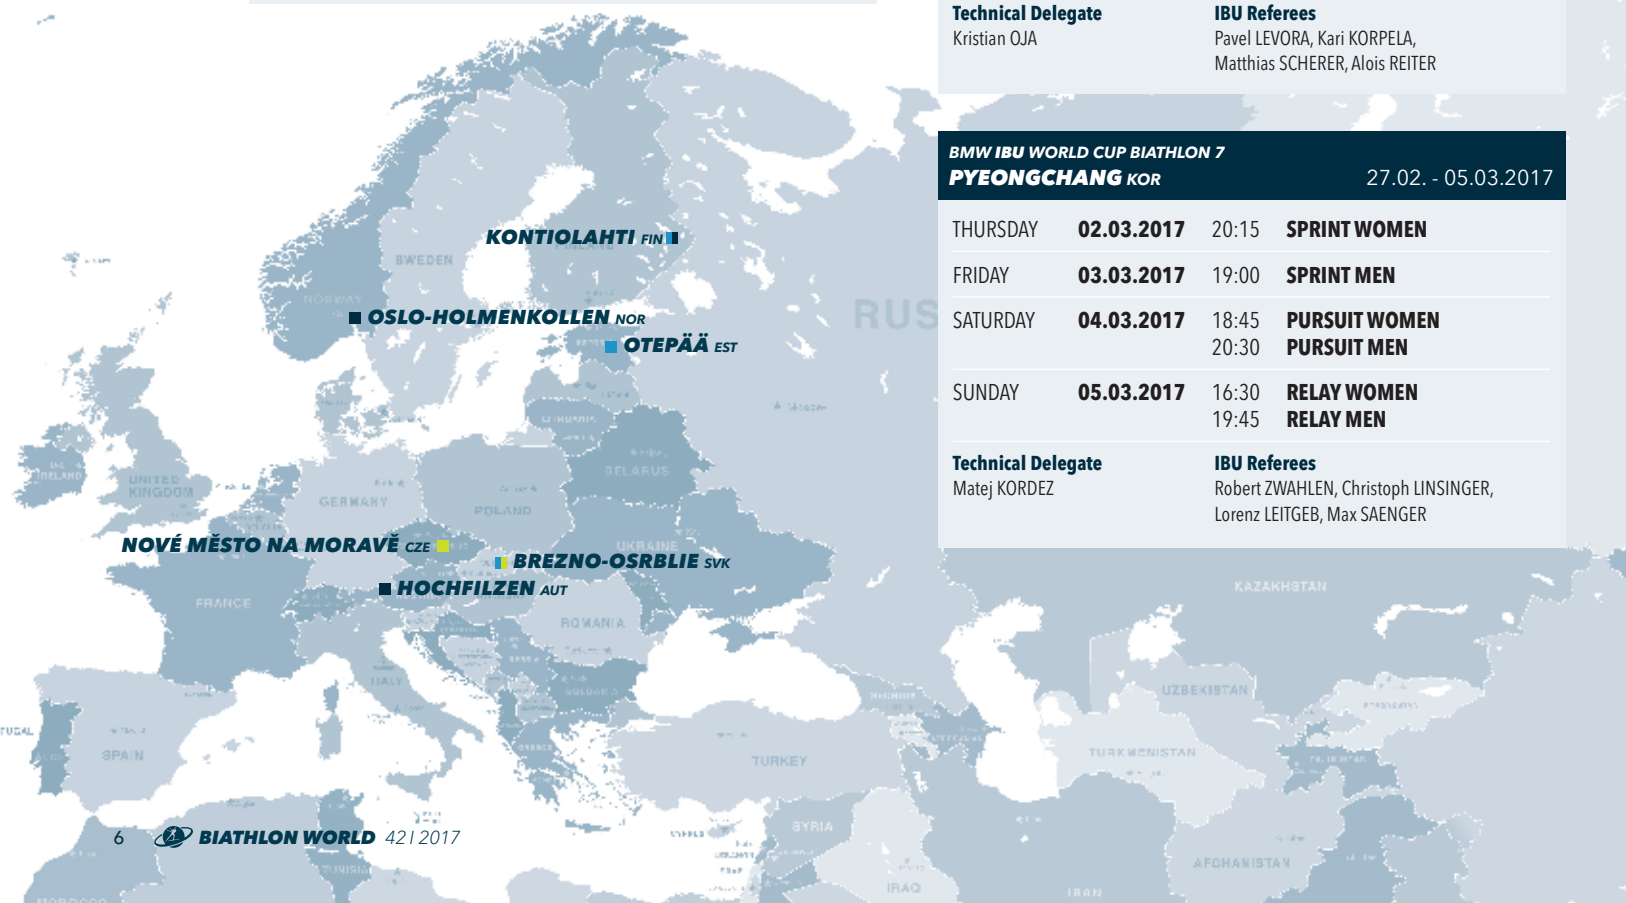 Technical Delegate
Kristian OJA
IBU Referees
Pavel LEVORA, Kari KORPELA,
Matthias SCHERER, Alois REITER
BMW IBU WORLD CUP BIATHLON 7
PYEONGCHANG KOR 27.02. - 05.03.2017
THURSDAY 02.03.2017 20:15 SPRINT WOMEN
FRIDAY 03.03.2017 19:00 SPRINT MEN
SATURDAY 04.03.2017 18:45 PURSUIT WOMEN
20:30 PURSUIT MEN
SUNDAY 05.03.2017 16:30 RELAY WOMEN
19:45 RELAY MEN
Technical Delegate
Matej KORDEZ
IBU Referees
Robert ZWAHLEN, Christoph LINSINGER,
Lorenz LEITGEB, Max SAENGER
KONTIOLAHTI FIN
FINLAND
SWEDEN
NORWAY
OSLO-HOLMENKOLLEN NOR
RUS
OTEPÄÄ EST
LITHUANIA
BELARUS
IRELAND
UNITED
KINGDOM
GERMANY
POLAND
NOVÉ MĚSTO NA MORAVĚ CZE
UKRAINE
BREZNO-OSRBLIE SVK
HOCHFILZEN AUT
KAZAKHSTAN
FRANCE
ROMANIA
ITALY
BULGARIA
UZBEKISTAN
SPAIN
TURKEY
TURKMENISTAN
SYRIA
AFGHANISTAN
TUNISIA
IRAQ
IRAN
MOROCCO
6 BIATHLON WORLD 42 I 2017